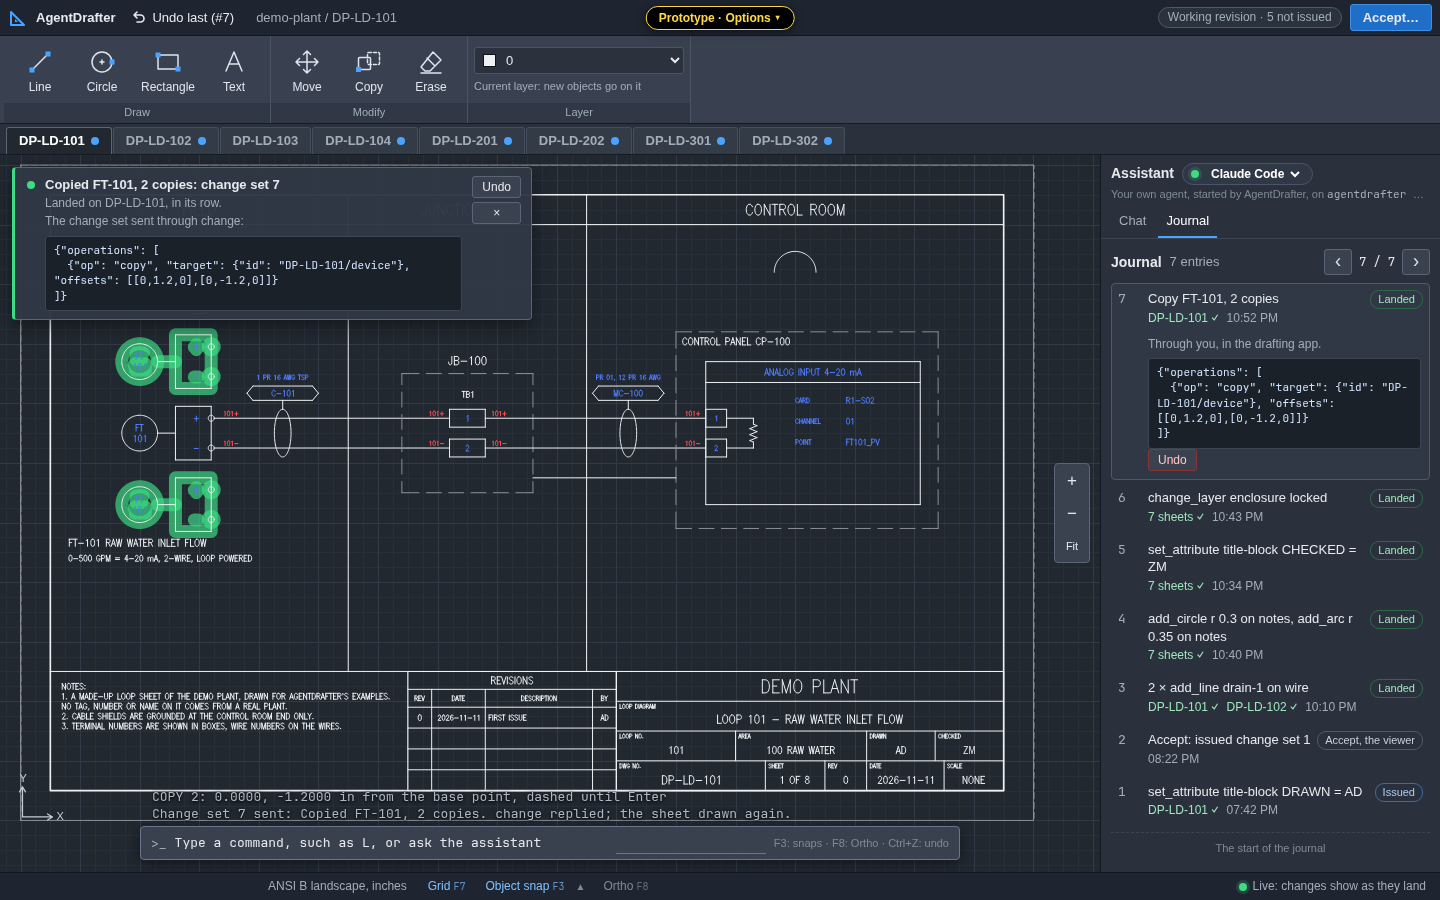 AgentDrafter
Undo last (#7)
demo-plant / DP-LD-101
Prototype · Options ▾
Working revision · 5 not issued
Accept…
Line
Circle
Rectangle
Text
Draw
Move
Copy
Erase
Modify
0
Current layer: new objects go on it
Layer
DP-LD-101
DP-LD-102
DP-LD-103
DP-LD-104
DP-LD-201
DP-LD-202
DP-LD-301
DP-LD-302
Copied FT-101, 2 copies: change set 7
Landed on DP-LD-101, in its row.
The change set sent through change:
{"operations": [
{"op": "copy", "target": {"id": "DP-LD-101/device"},
"offsets": [[0,1.2,0],[0,-1.2,0]]}
]}
Undo
×
CONTROL ROOM
CONTROL PANEL CP-100
ANALOG INPUT 4-20 mA
CARD R1-S02
CHANNEL 01
POINT FT101_PV
JB-100
TB1
1 PR 16 AWG TSP
C-101
PR 01, 12 PR 16 AWG
MC-100
FT
101
+
−
101+
101-
101+
101-
1
2
101+
101-
101+
101-
1
2
FT-101 RAW WATER INLET FLOW
0-500 GPM = 4-20 mA, 2-WIRE, LOOP POWERED
NOTES:
1. A MADE-UP LOOP SHEET OF THE DEMO PLANT, DRAWN FOR AGENTDRAFTER'S EXAMPLES.
NO TAG, NUMBER OR NAME ON IT COMES FROM A REAL PLANT.
2. CABLE SHIELDS ARE GROUNDED AT THE CONTROL ROOM END ONLY.
3. TERMINAL NUMBERS ARE SHOWN IN BOXES, WIRE NUMBERS ON THE WIRES.
REVISIONS
REV DATE DESCRIPTION BY
0 2026-11-11 FIRST ISSUE AD
DEMO PLANT
LOOP DIAGRAM
LOOP 101 - RAW WATER INLET FLOW
LOOP NO. AREA DRAWN CHECKED
101 100 RAW WATER AD ZM
DWG NO. SHEET REV DATE SCALE
DP-LD-101 1 OF 8 0 2026-11-11 NONE
Y
X
COPY 2: 0.0000, -1.2000 in from the base point, dashed until Enter
Change set 7 sent: Copied FT-101, 2 copies. change replied; the sheet drawn again.
>_ Type a command, such as L, or ask the assistant
F3: snaps · F8: Ortho · Ctrl+Z: undo
+
−
Fit
Assistant
Claude Code
Your own agent, started by AgentDrafter, on agentdrafter …
Chat
Journal
Journal 7 entries
‹ 7 / 7 ›
7 Copy FT-101, 2 copies Landed
DP-LD-101 ✓ 10:52 PM
Through you, in the drafting app.
{"operations": [
{"op": "copy", "target": {"id": "DP-
LD-101/device"}, "offsets":
[[0,1.2,0],[0,-1.2,0]]}
]}
Undo
6 change_layer enclosure locked Landed
7 sheets ✓ 10:43 PM
5 set_attribute title-block CHECKED = Landed
ZM
7 sheets ✓ 10:34 PM
4 add_circle r 0.3 on notes, add_arc r Landed
0.35 on notes
7 sheets ✓ 10:40 PM
3 2 × add_line drain-1 on wire Landed
DP-LD-101 ✓ DP-LD-102 ✓ 10:10 PM
2 Accept: issued change set 1 Accept, the viewer
08:22 PM
1 set_attribute title-block DRAWN = AD Issued
DP-LD-101 ✓ 07:42 PM
The start of the journal
ANSI B landscape, inches
Grid F7
Object snap F3 ▲
Ortho F8
Live: changes show as they land